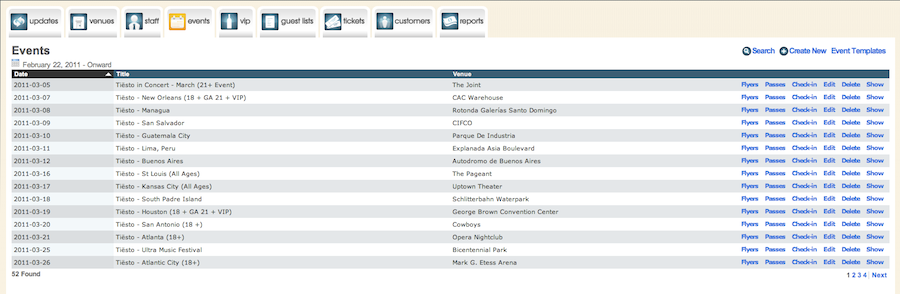 updates venues staff events vip guest lists tickets customers reports
Events Search Create New Event Templates
February 22, 2011 - Onward
Date Title Venue
2011-03-05 Tiësto in Concert - March (21+ Event) The Joint Flyers Passes Check-in Edit Delete Show
2011-03-07 Tiësto - New Orleans (18 + GA 21 + VIP) CAC Warehouse Flyers Passes Check-in Edit Delete Show
2011-03-08 Tiësto - Managua Rotonda Galerías Santo Domingo Flyers Passes Check-in Edit Delete Show
2011-03-09 Tiësto - San Salvador CIFCO Flyers Passes Check-in Edit Delete Show
2011-03-10 Tiësto - Guatemala City Parque De Industria Flyers Passes Check-in Edit Delete Show
2011-03-11 Tiësto - Lima, Peru Explanada Asia Boulevard Flyers Passes Check-in Edit Delete Show
2011-03-12 Tiësto - Buenos Aires Autodromo de Buenos Aires Flyers Passes Check-in Edit Delete Show
2011-03-16 Tiësto - St Louis (All Ages) The Pageant Flyers Passes Check-in Edit Delete Show
2011-03-17 Tiësto - Kansas City (All Ages) Uptown Theater Flyers Passes Check-in Edit Delete Show
2011-03-18 Tiësto - South Padre Island Schlitterbahn Waterpark Flyers Passes Check-in Edit Delete Show
2011-03-19 Tiësto - Houston (18 + GA 21 + VIP) George Brown Convention Center Flyers Passes Check-in Edit Delete Show
2011-03-20 Tiësto - San Antonio (18 +) Cowboys Flyers Passes Check-in Edit Delete Show
2011-03-21 Tiësto - Atlanta (18+) Opera Nightclub Flyers Passes Check-in Edit Delete Show
2011-03-25 Tiësto - Ultra Music Festival Bicentennial Park Flyers Passes Check-in Edit Delete Show
2011-03-26 Tiësto - Atlantic City (18+) Mark G. Etess Arena Flyers Passes Check-in Edit Delete Show
52 Found 1 2 3 4 | Next